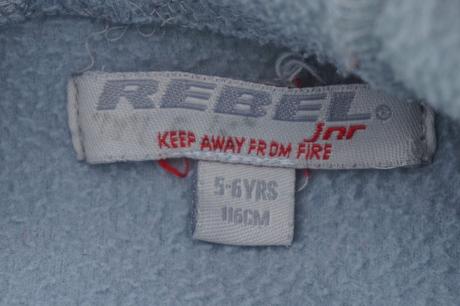 REBEL®
jnr
KEEP AWAY FROM FIRE
5-6YRS
116CM